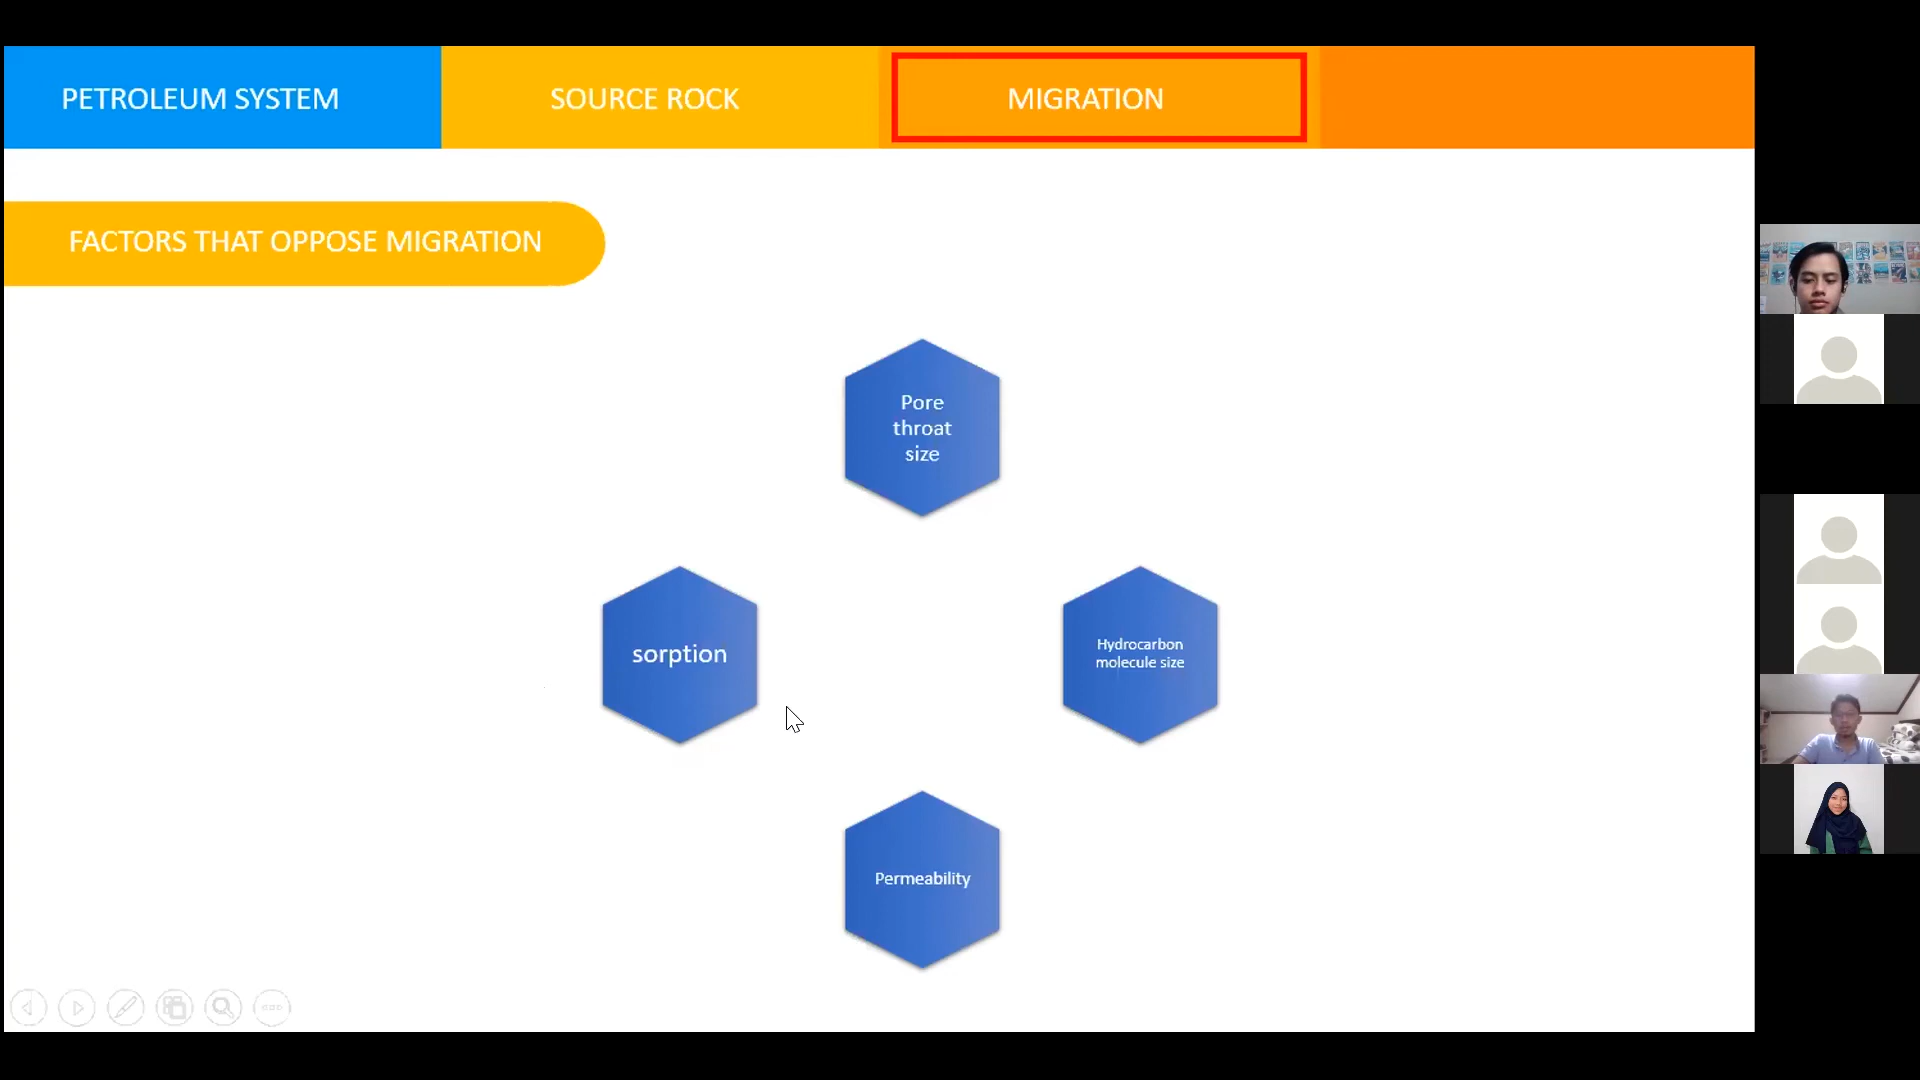 PETROLEUM SYSTEM
SOURCE ROCK
MIGRATION
FACTORS THAT OPPOSE MIGRATION
Pore
throat
size
sorption
Hydrocarbon
molecule size
Permeability